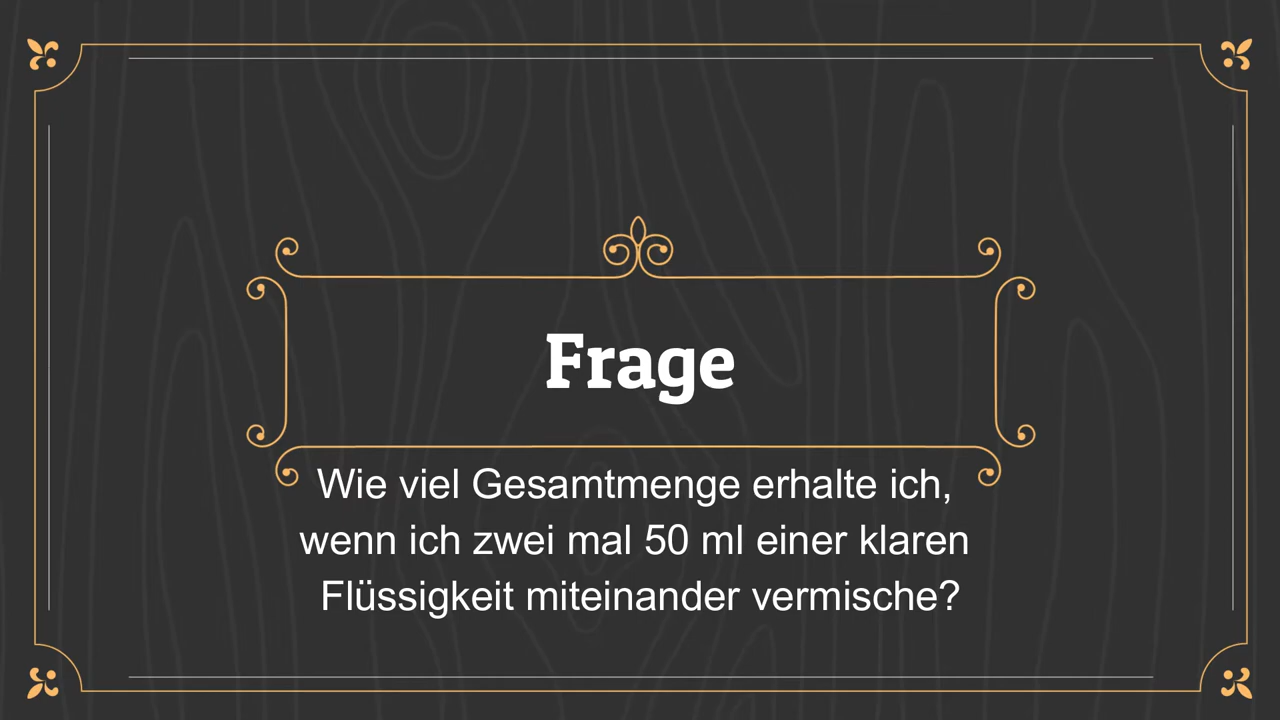 Frage
Wie viel Gesamtmenge erhalte ich,
wenn ich zwei mal 50 ml einer klaren
Flüssigkeit miteinander vermische?